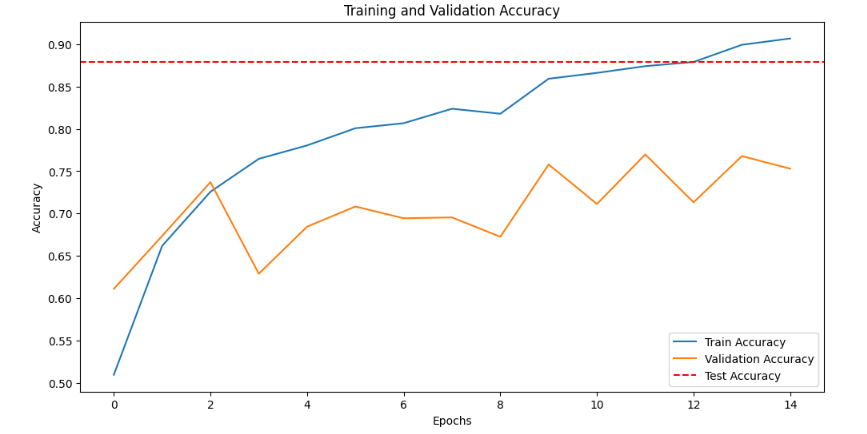 Training and Validation Accuracy
0.90
0.85
0.80
0.75
0.70
0.65
0.60
0.55
0.50
Accuracy
Train Accuracy
Validation Accuracy
Test Accuracy
0 2 4 6 8 10 12 14
Epochs